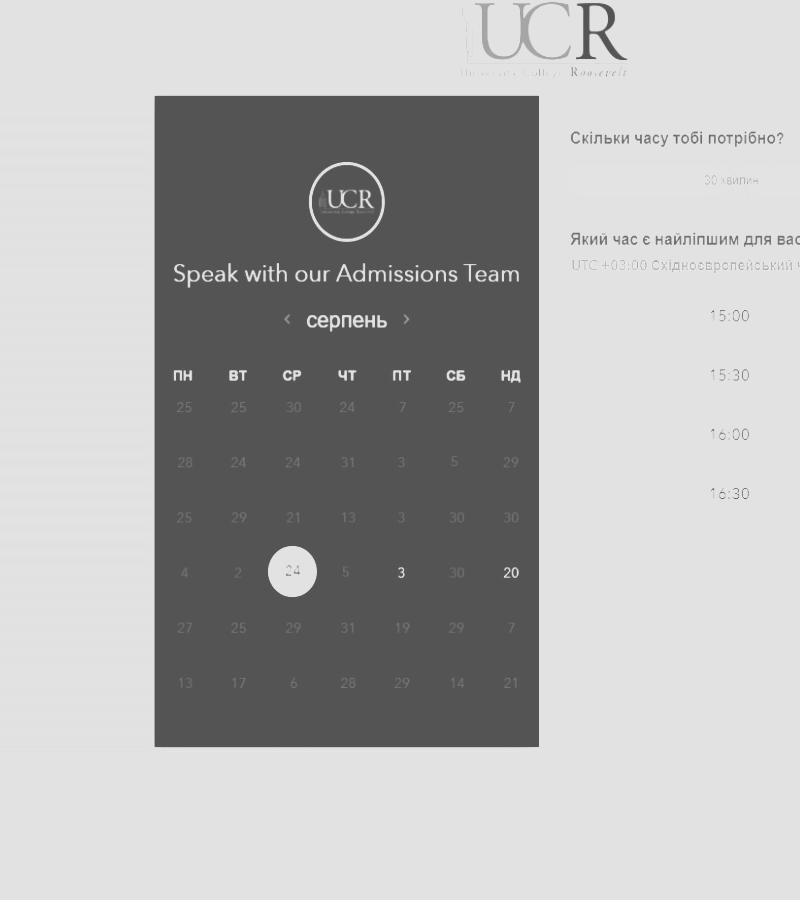 UCR
University College Roosevelt
UCR
Speak with our Admissions Team
‹ серпень ›
ПН ВТ СР ЧТ ПТ СБ НД
25 25 30 24 7 25 7
28 24 24 31 3 5 29
25 29 21 13 3 30 30
4 2 24 5 3 30 20
27 25 29 31 19 29 7
13 17 6 28 29 14 21
Скільки часу тобі потрібно?
30 хвилин
Який час є найліпшим для вас
UTC +03:00 Східноєвропейський ч
15:00
15:30
16:00
16:30